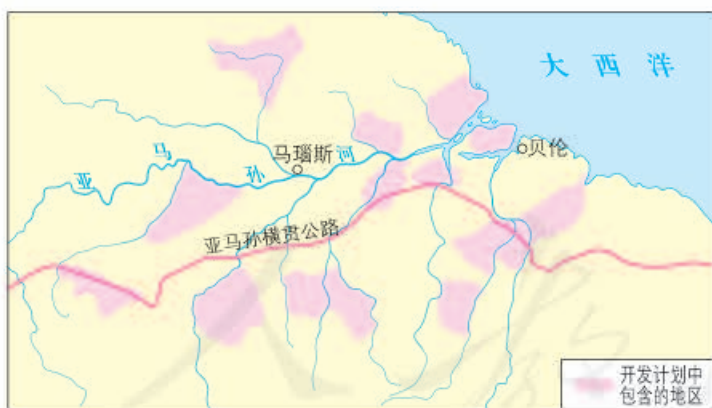 大西洋
亚马孙河
马瑙斯
贝伦
亚马孙横贯公路
开发计划中
包含的地区